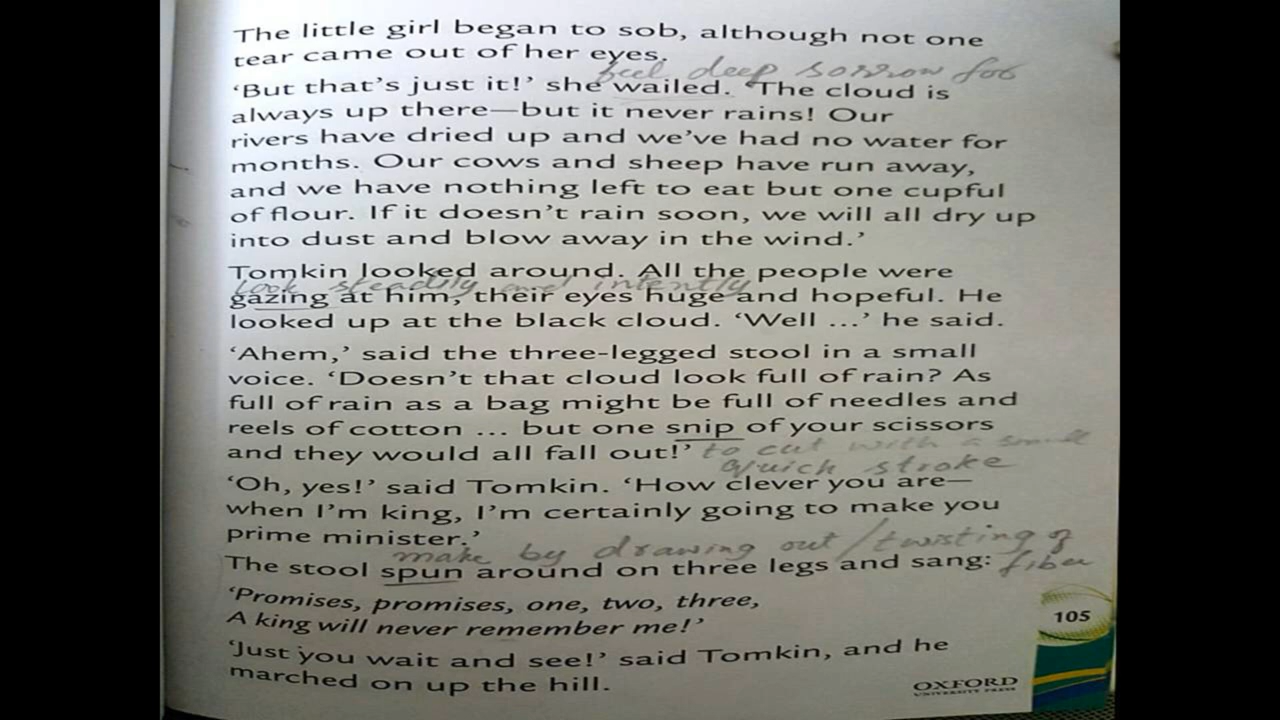 The little girl began to sob, although not one
tear came out of her eyes.
feel deep sorrow for
‘But that’s just it!’ she wailed. ‘The cloud is
always up there—but it never rains! Our
rivers have dried up and we’ve had no water for
months. Our cows and sheep have run away,
and we have nothing left to eat but one cupful
of flour. If it doesn’t rain soon, we will all dry up
into dust and blow away in the wind.’
Tomkin looked around. All the people were
look steadily and intently
gazing at him, their eyes huge and hopeful. He
looked up at the black cloud. ‘Well ...’ he said.
‘Ahem,’ said the three-legged stool in a small
voice. ‘Doesn’t that cloud look full of rain? As
full of rain as a bag might be full of needles and
reels of cotton ... but one snip of your scissors
and they would all fall out!’ to cut with a small
quick stroke
‘Oh, yes!’ said Tomkin. ‘How clever you are—
when I’m king, I’m certainly going to make you
prime minister.’
make by drawing out/twisting of
The stool spun around on three legs and sang: fiber
‘Promises, promises, one, two, three,
A king will never remember me!’
‘Just you wait and see!’ said Tomkin, and he
marched on up the hill.
105
OXFORD
UNIVERSITY PRESS